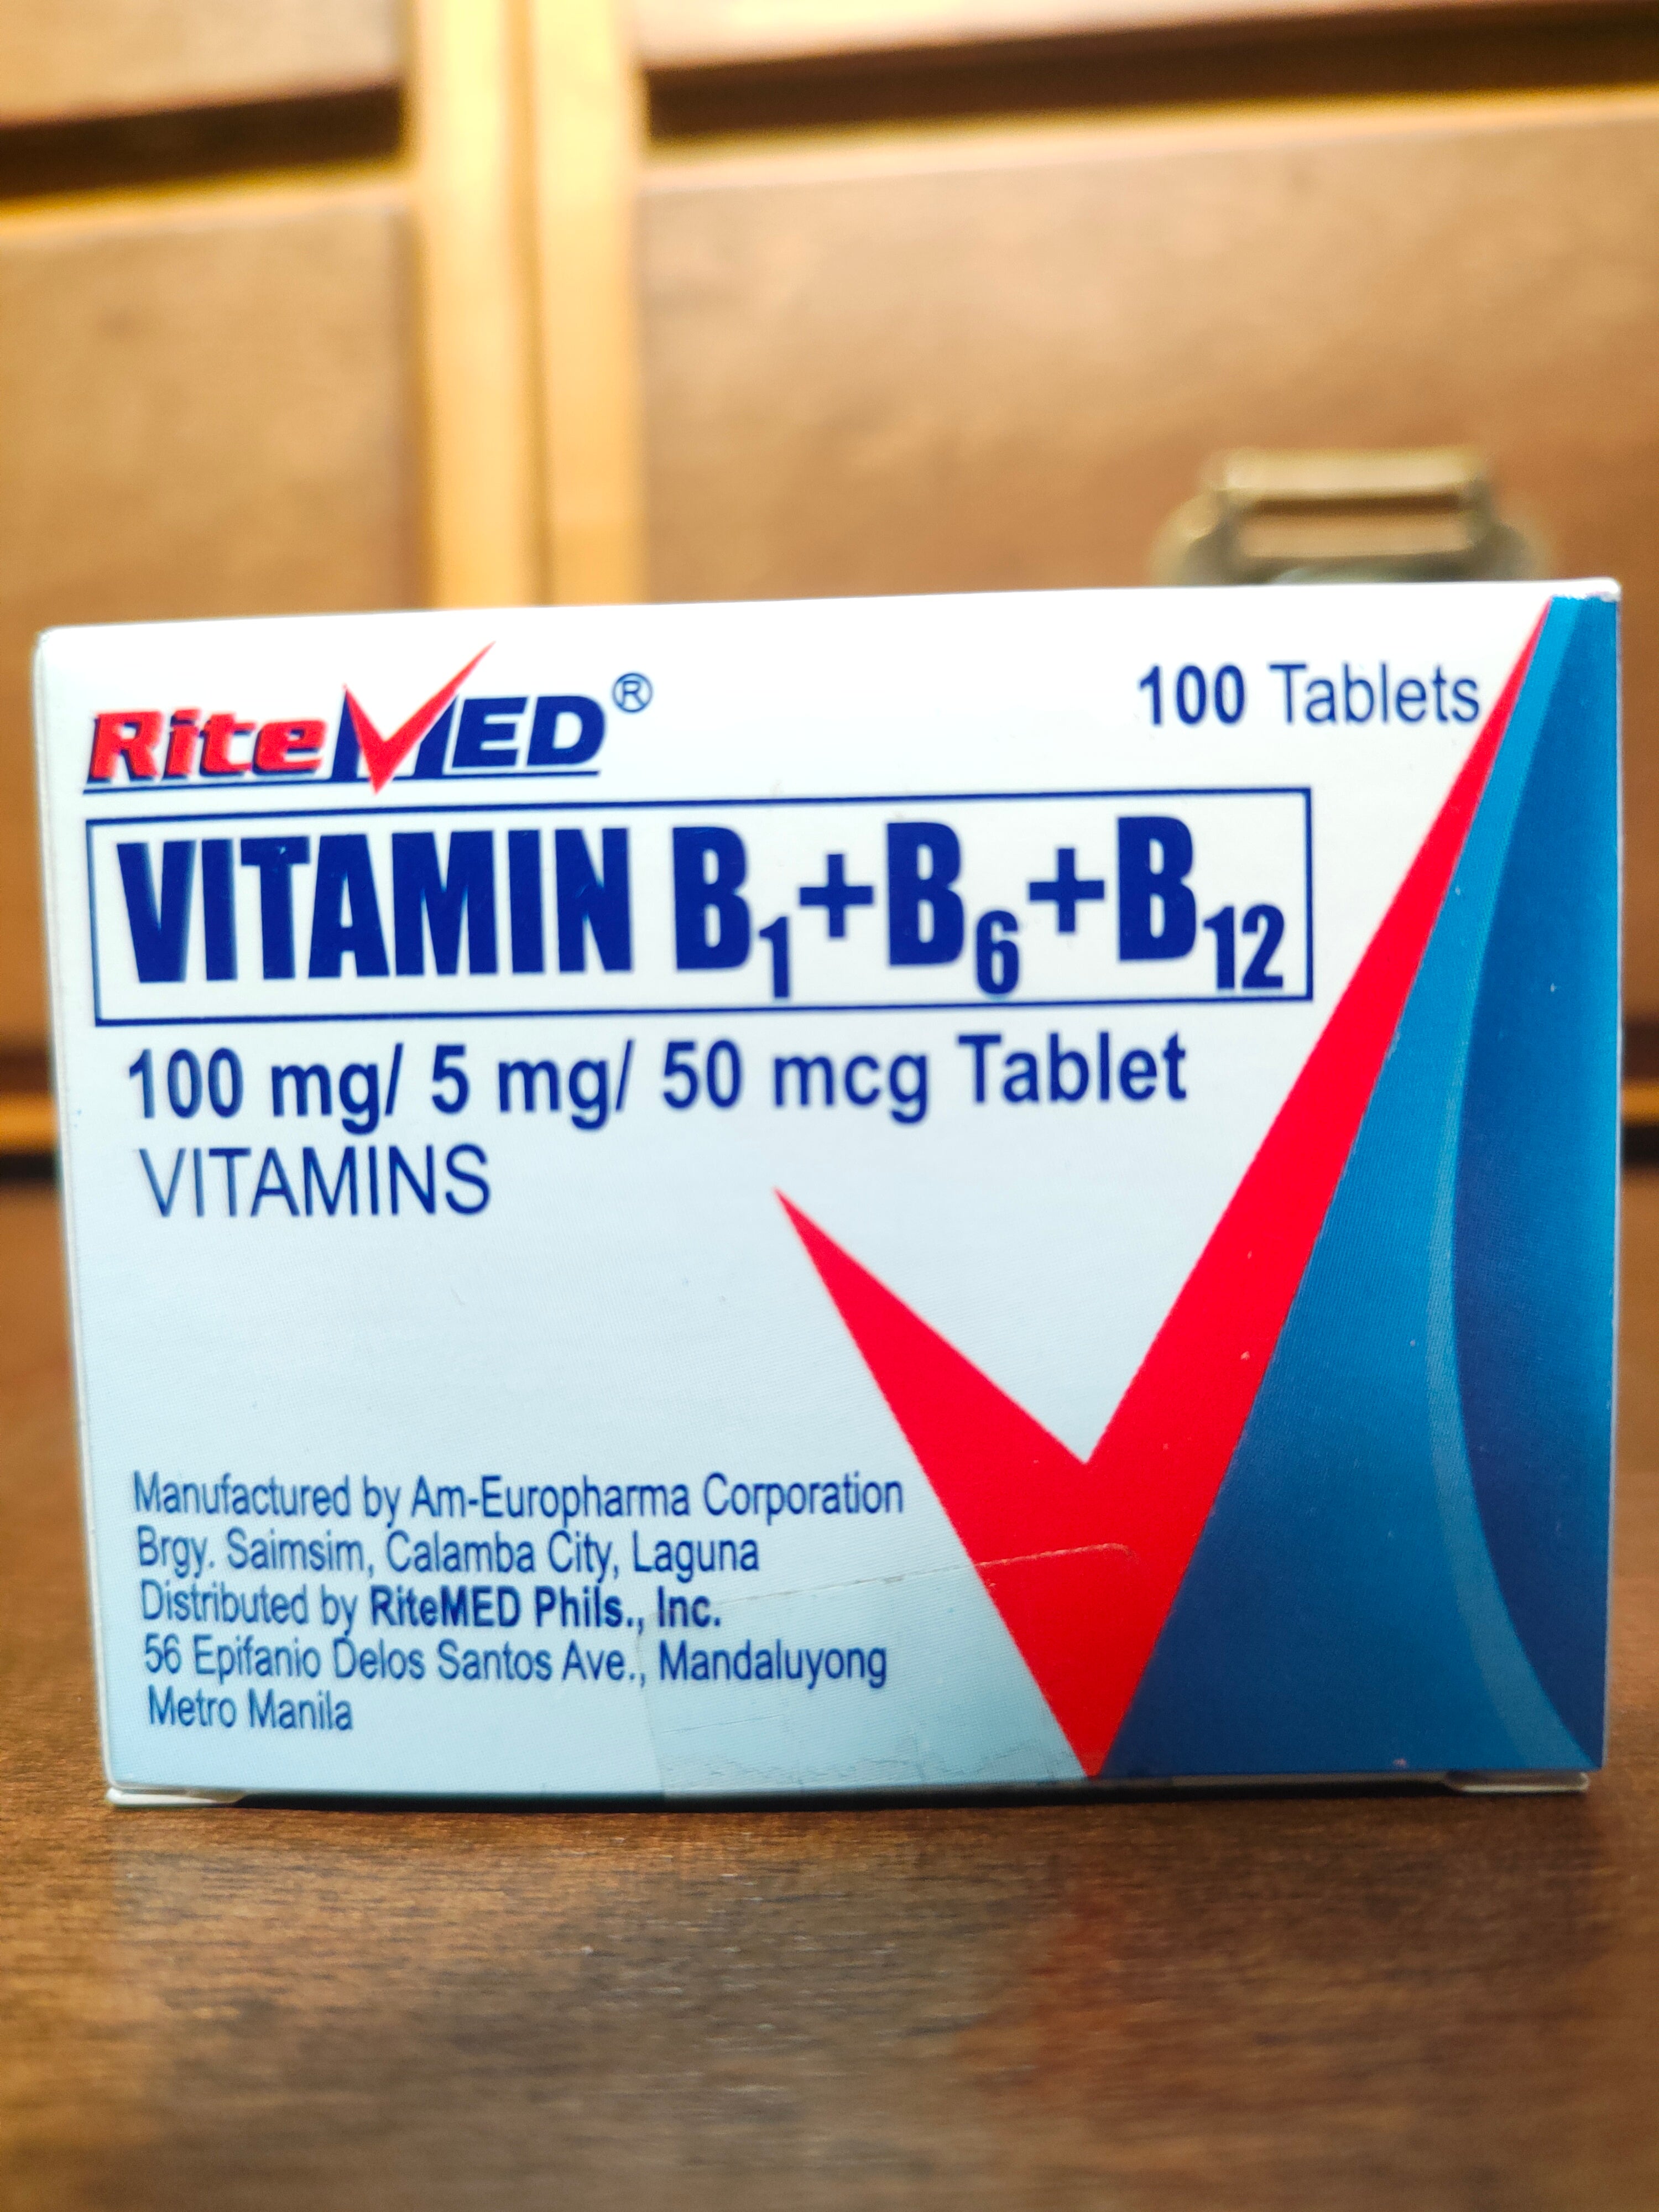 RiteMED®
100 Tablets
VITAMIN B₁+B₆+B₁₂
100 mg/ 5 mg/ 50 mcg Tablet
VITAMINS
Manufactured by Am-Europharma Corporation
Brgy. Saimsim, Calamba City, Laguna
Distributed by RiteMED Phils., Inc.
56 Epifanio Delos Santos Ave., Mandaluyong
Metro Manila